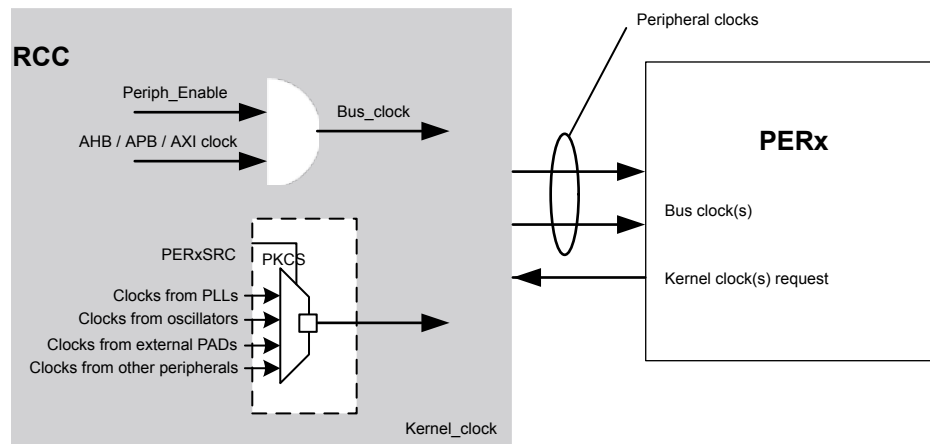 Peripheral clocks
RCC
Periph_Enable
Bus_clock
AHB / APB / AXI clock
PERx
Bus clock(s)
PERxSRC
PKCS
Kernel clock(s) request
Clocks from PLLs
Clocks from oscillators
Clocks from external PADs
Clocks from other peripherals
Kernel_clock